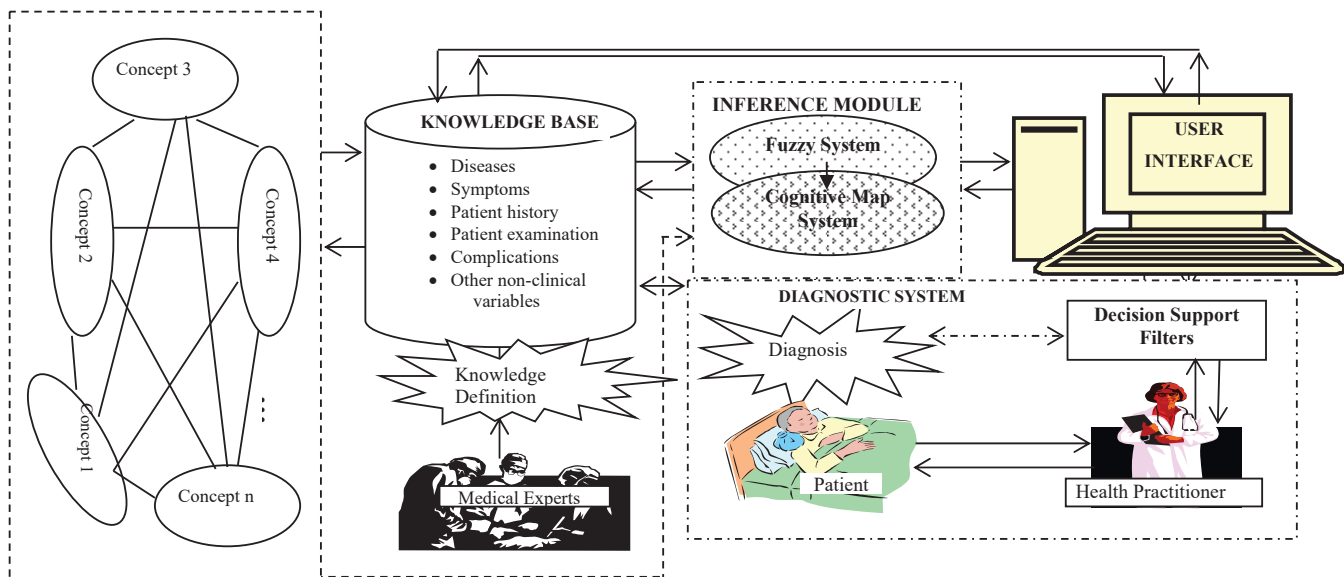 Concept 3
Concept 2
Concept 4
Concept 1
...
Concept n
KNOWLEDGE BASE
• Diseases
• Symptoms
• Patient history
• Patient examination
• Complications
• Other non-clinical
variables
Knowledge
Definition
Medical Experts
INFERENCE MODULE
Fuzzy System
Cognitive Map
System
USER
INTERFACE
DIAGNOSTIC SYSTEM
Diagnosis
Decision Support
Filters
Patient
Health Practitioner